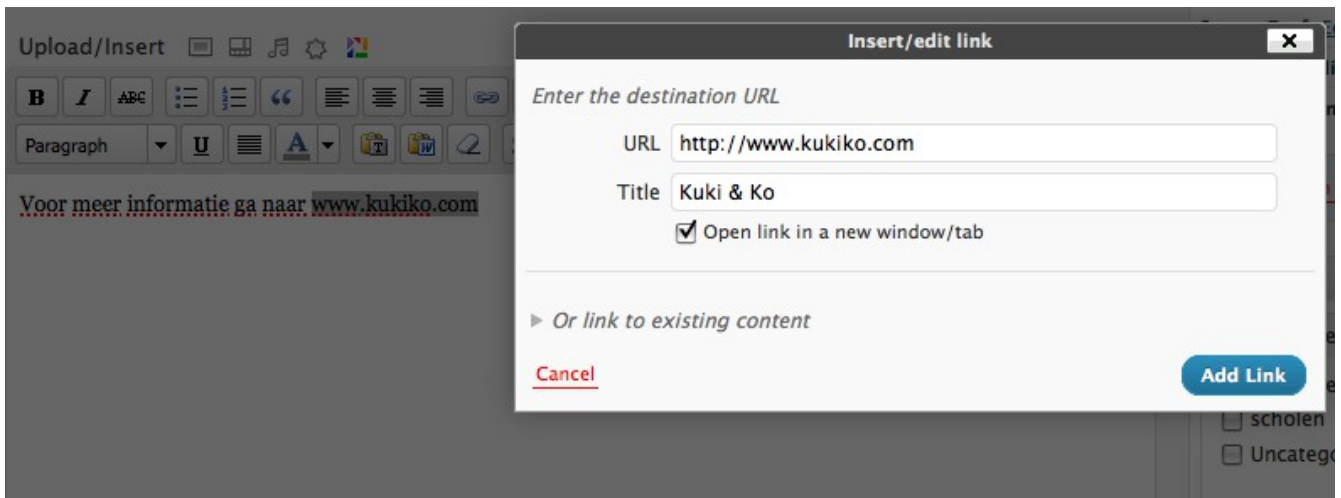 Upload/Insert
Insert/edit link
X
B I ABC
Enter the destination URL
Paragraph U A T W
URL http://www.kukiko.com
Title Kuki & Ko
Voor meer informatie ga naar www.kukiko.com
Open link in a new window/tab
Or link to existing content
Cancel
Add Link
scholen
Uncatego